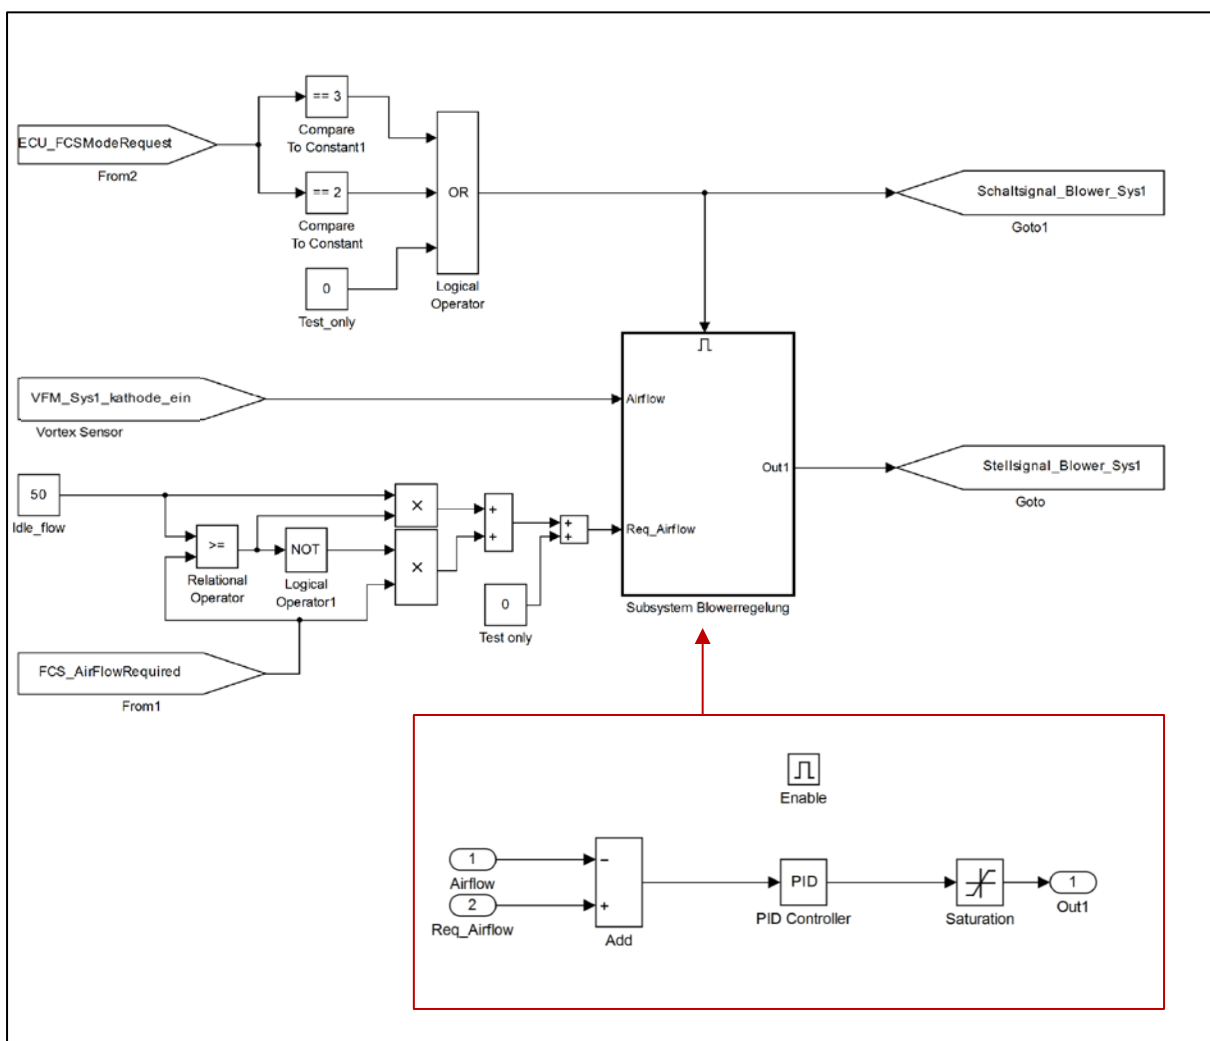 == 3
Compare
To Constant1
ECU_FCSModeRequest
From2
== 2
Compare
To Constant
OR
Logical
Operator
0
Test_only
Schaltsignal_Blower_Sys1
Goto1
VFM_Sys1_kathode_ein
Vortex Sensor
Airflow
Out1
Req_Airflow
Subsystem Blowerregelung
Stellsignal_Blower_Sys1
Goto
50
Idle_flow
>=
Relational
Operator
NOT
Logical
Operator1
×
×
+
+
+
+
0
Test only
FCS_AirFlowRequired
From1
Enable
1
Airflow
2
Req_Airflow
−
+
Add
PID
PID Controller
Saturation
1
Out1